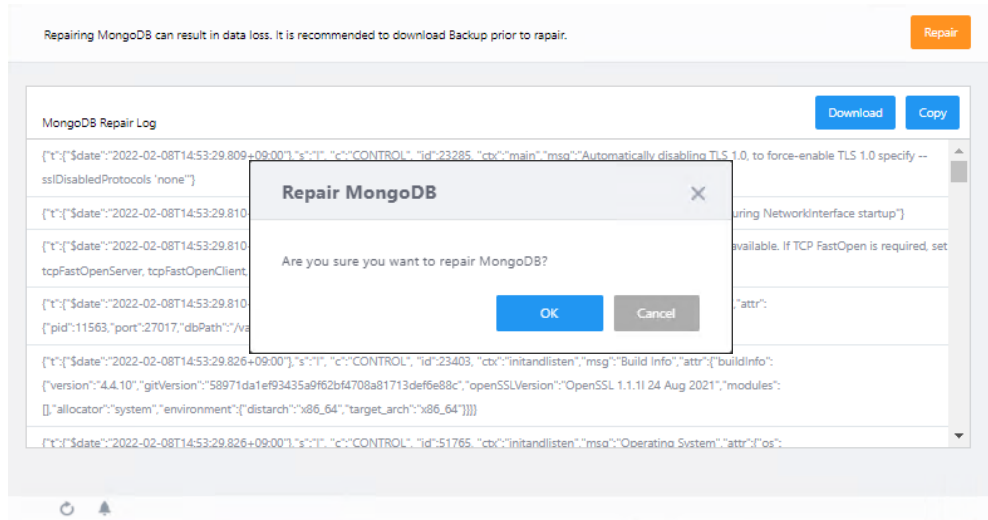 Repairing MongoDB can result in data loss. It is recommended to download Backup prior to rapair.
Repair
MongoDB Repair Log
Download
Copy
{"t":{"$date":"2022-02-08T14:53:29.809+09:00"},"s":"I", "c":"CONTROL", "id":23285, "ctx":"main","msg":"Automatically disabling TLS 1.0, to force-enable TLS 1.0 specify --
sslDisabledProtocols 'none'"}
{"t":{"$date":"2022-02-08T14:53:29.810-
uring NetworkInterface startup"}
{"t":{"$date":"2022-02-08T14:53:29.810-
available. If TCP FastOpen is required, set
tcpFastOpenServer, tcpFastOpenClient,
{"t":{"$date":"2022-02-08T14:53:29.810-
,"attr":
{"pid":11563,"port":27017,"dbPath":"/va
Repair MongoDB
Are you sure you want to repair MongoDB?
OK
Cancel
{"t":{"$date":"2022-02-08T14:53:29.826+09:00"},"s":"I", "c":"CONTROL", "id":23403, "ctx":"initandlisten","msg":"Build Info","attr":{"buildInfo":
{"version":"4.4.10","gitVersion":"58971da1ef93435a9f62bf4708a81713def6e88c","openSSLVersion":"OpenSSL 1.1.1l 24 Aug 2021","modules":
[],"allocator":"system","environment":{"distarch":"x86_64","target_arch":"x86_64"}}}}
{"t":{"$date":"2022-02-08T14:53:29.826+09:00"},"s":"I", "c":"CONTROL", "id":51765, "ctx":"initandlisten","msg":"Operating System","attr":{"os":